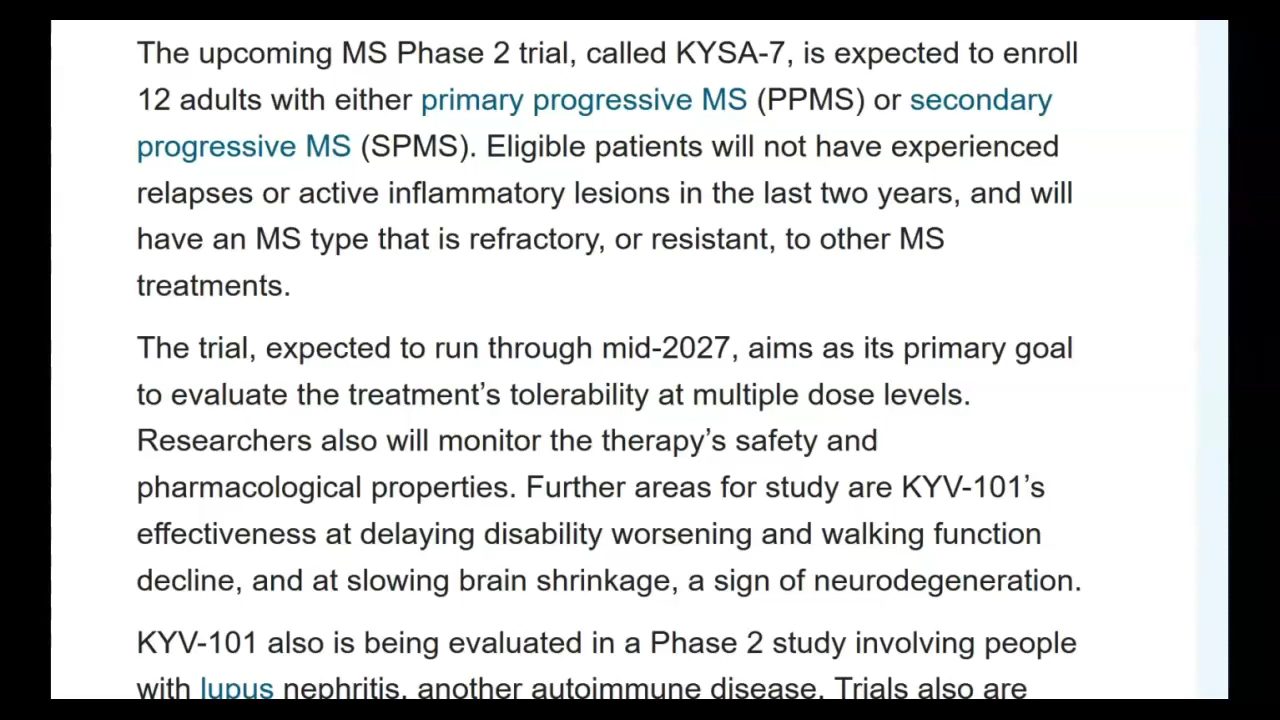 The upcoming MS Phase 2 trial, called KYSA-7, is expected to enroll
12 adults with either primary progressive MS (PPMS) or secondary
progressive MS (SPMS). Eligible patients will not have experienced
relapses or active inflammatory lesions in the last two years, and will
have an MS type that is refractory, or resistant, to other MS
treatments.
The trial, expected to run through mid-2027, aims as its primary goal
to evaluate the treatment’s tolerability at multiple dose levels.
Researchers also will monitor the therapy’s safety and
pharmacological properties. Further areas for study are KYV-101’s
effectiveness at delaying disability worsening and walking function
decline, and at slowing brain shrinkage, a sign of neurodegeneration.
KYV-101 also is being evaluated in a Phase 2 study involving people
with lupus nephritis, another autoimmune disease. Trials also are